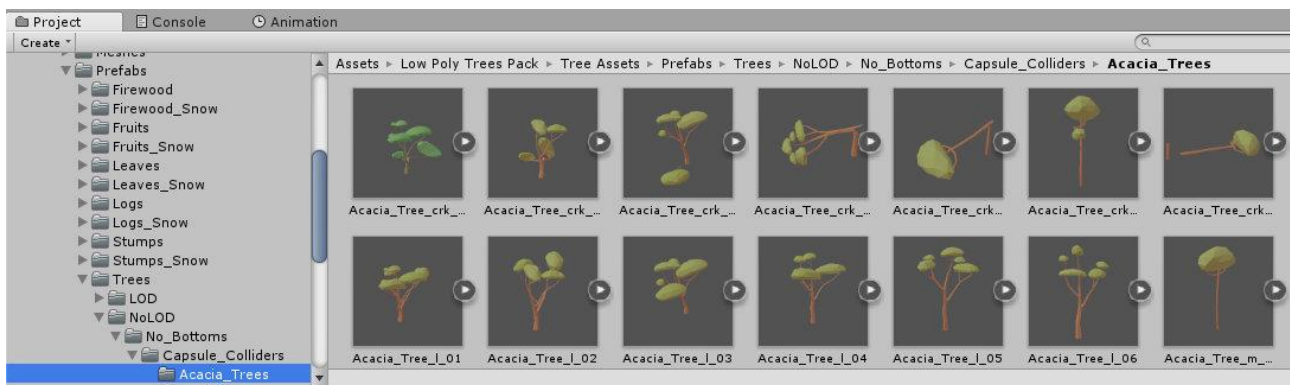 Project Console Animation
Create
Meshes
Prefabs
Firewood
Firewood_Snow
Fruits
Fruits_Snow
Leaves
Leaves_Snow
Logs
Logs_Snow
Stumps
Stumps_Snow
Trees
LOD
NoLOD
No_Bottoms
Capsule_Colliders
Acacia_Trees
Assets ▸ Low Poly Trees Pack ▸ Tree Assets ▸ Prefabs ▸ Trees ▸ NoLOD ▸ No_Bottoms ▸ Capsule_Colliders ▸ Acacia_Trees
Acacia_Tree_crk_... Acacia_Tree_crk_... Acacia_Tree_crk_... Acacia_Tree_crk_... Acacia_Tree_crk... Acacia_Tree_crk... Acacia_Tree_crk...
Acacia_Tree_l_01 Acacia_Tree_l_02 Acacia_Tree_l_03 Acacia_Tree_l_04 Acacia_Tree_l_05 Acacia_Tree_l_06 Acacia_Tree_m_...